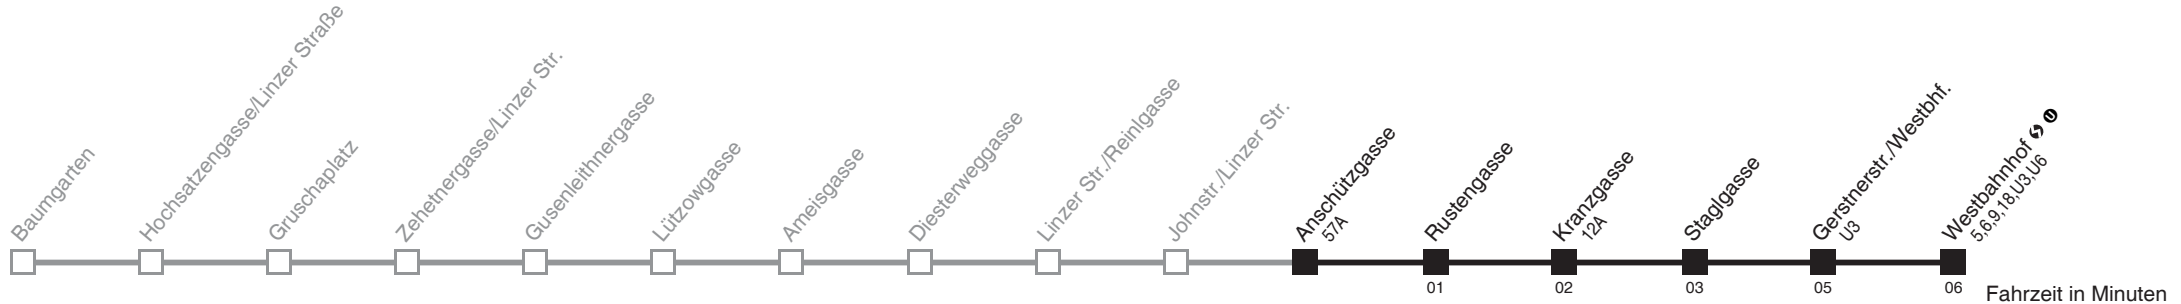 Baumgarten
Hochsatzengasse/Linzer Straße
Gruschaplatz
Zehetnergasse/Linzer Str.
Gusenleithnergasse
Lützowgasse
Ameisgasse
Diesterweggasse
Linzer Str./Reinlgasse
Johnstr./Linzer Str.
Anschützgasse
57A
Rustengasse
Kranzgasse
12A
Staglgasse
Gerstnerstr./Westbhf.
U3
Westbahnhof S U
5,6,9,18,U3,U6
01 02 03 05 06 Fahrzeit in Minuten